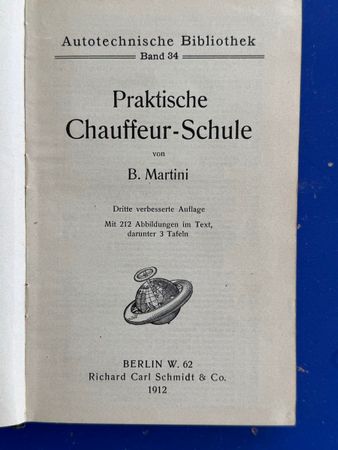 Autotechnische Bibliothek
Band 34
Praktische
Chauffeur-Schule
von
B. Martini
Dritte verbesserte Auflage
Mit 212 Abbildungen im Text,
darunter 3 Tafeln
BERLIN W. 62
Richard Carl Schmidt & Co.
1912